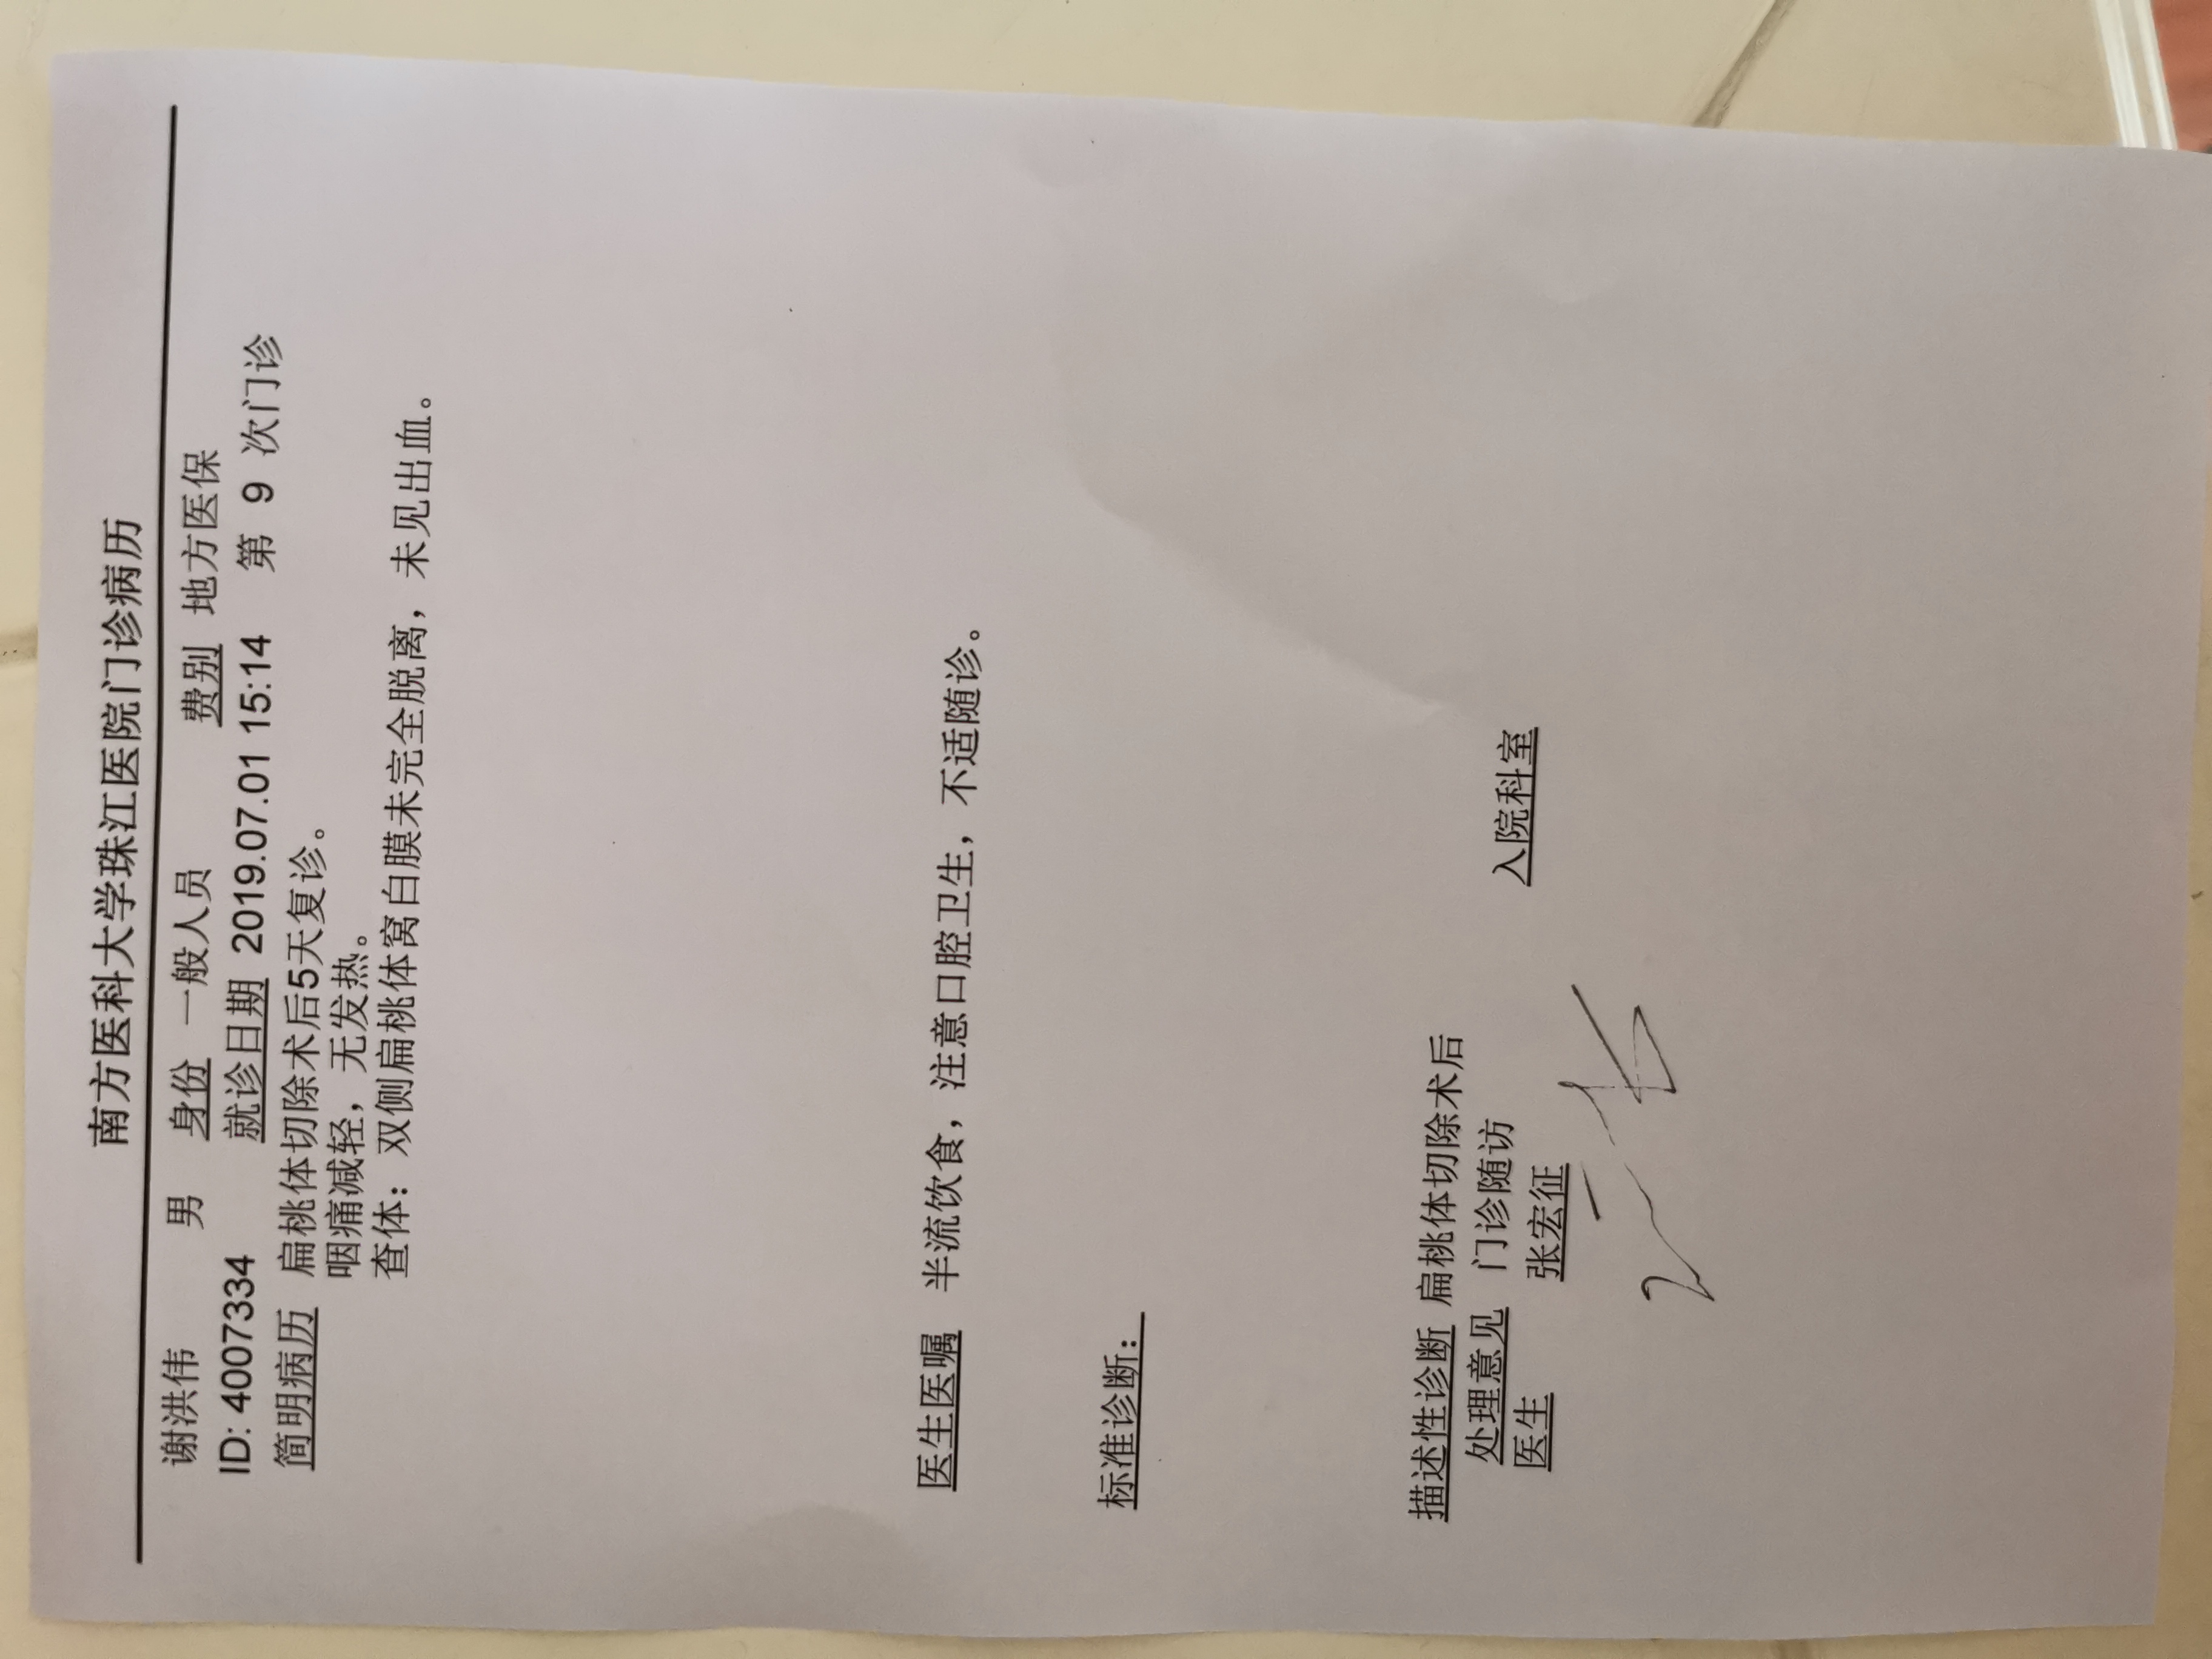 南方医科大学珠江医院门诊病历
谢洪伟 男 身份 一般人员 费别 地方医保
ID: 4007334 就诊日期 2019.07.01 15:14 第 9 次门诊
简明病历 扁桃体切除术后5天复诊。
咽痛减轻，无发热。
查体：双侧扁桃体窝白膜未完全脱离，未见出血。
医生医嘱 半流饮食，注意口腔卫生，不适随诊。
标准诊断：
描述性诊断 扁桃体切除术后
处理意见 门诊随访 入院科室
医生 张宏征